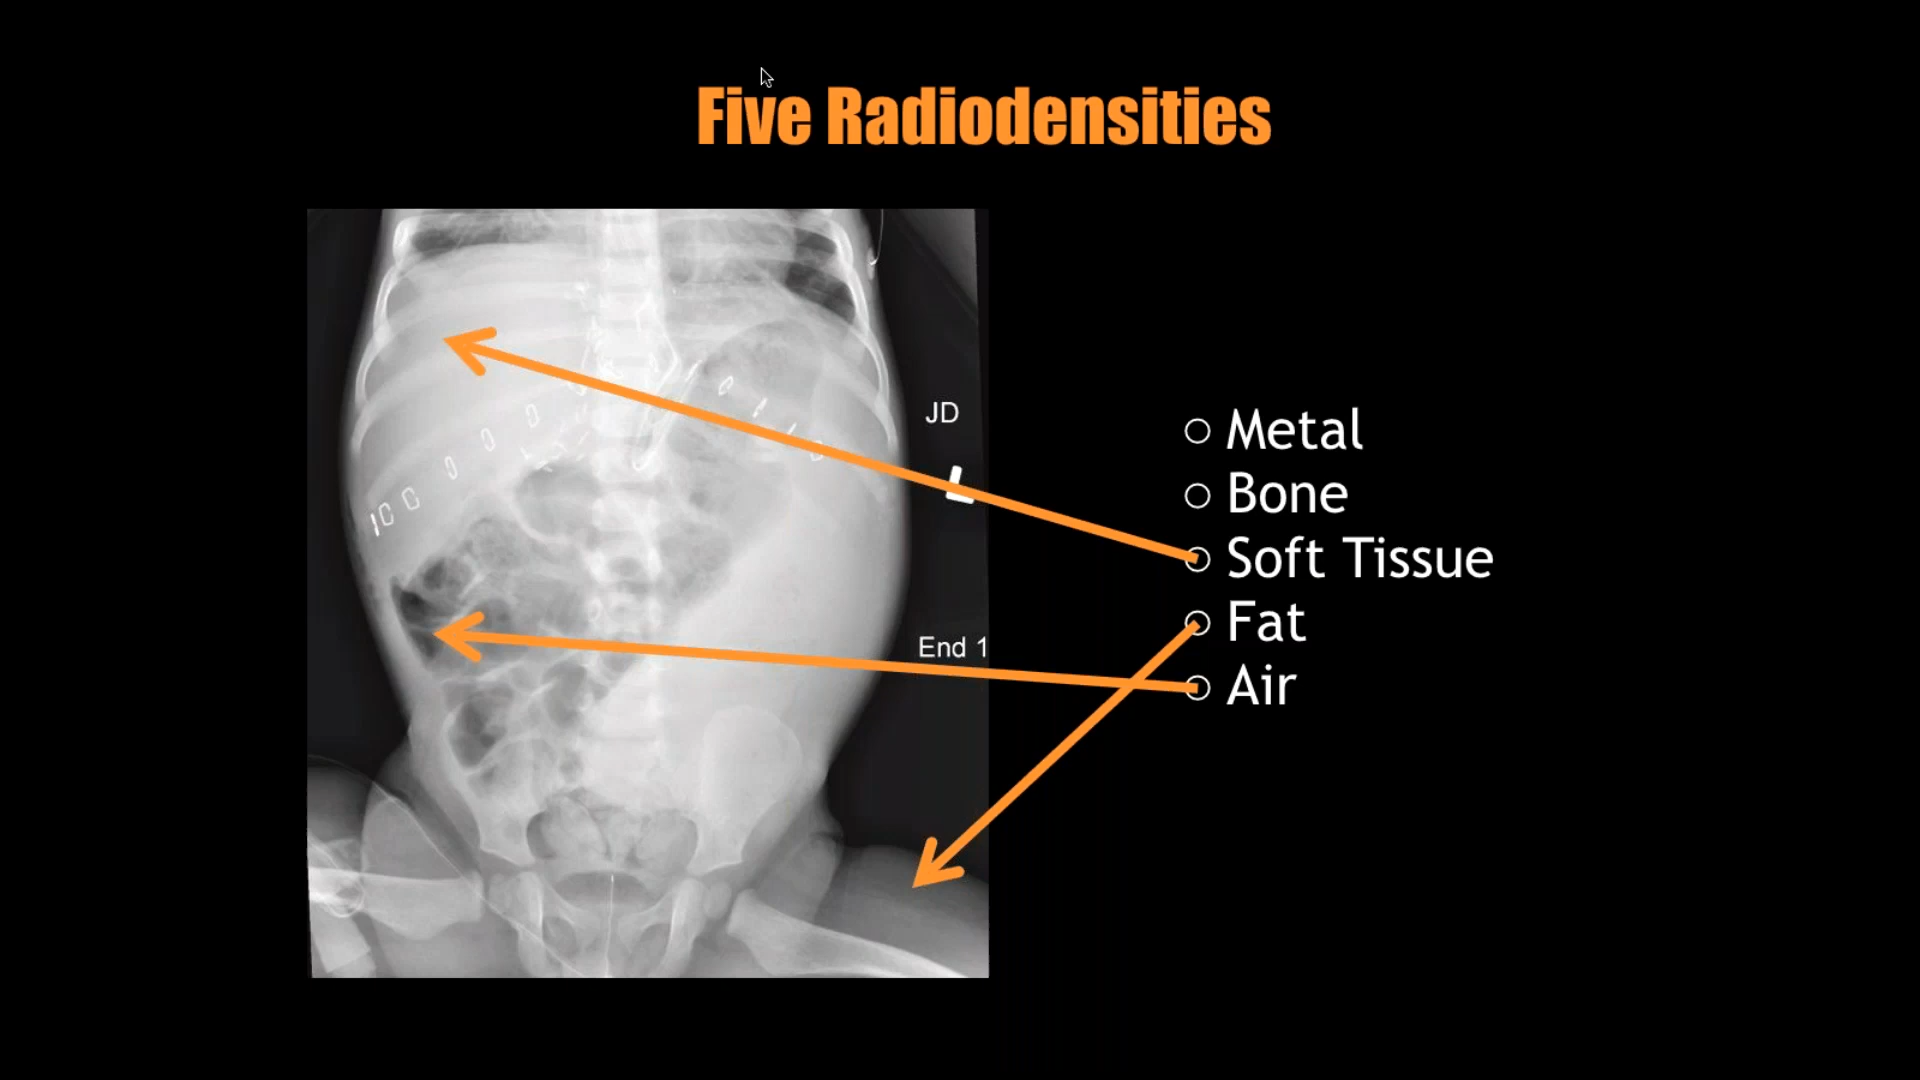 Five Radiodensities
JD
L
End 1
Metal
Bone
Soft Tissue
Fat
Air